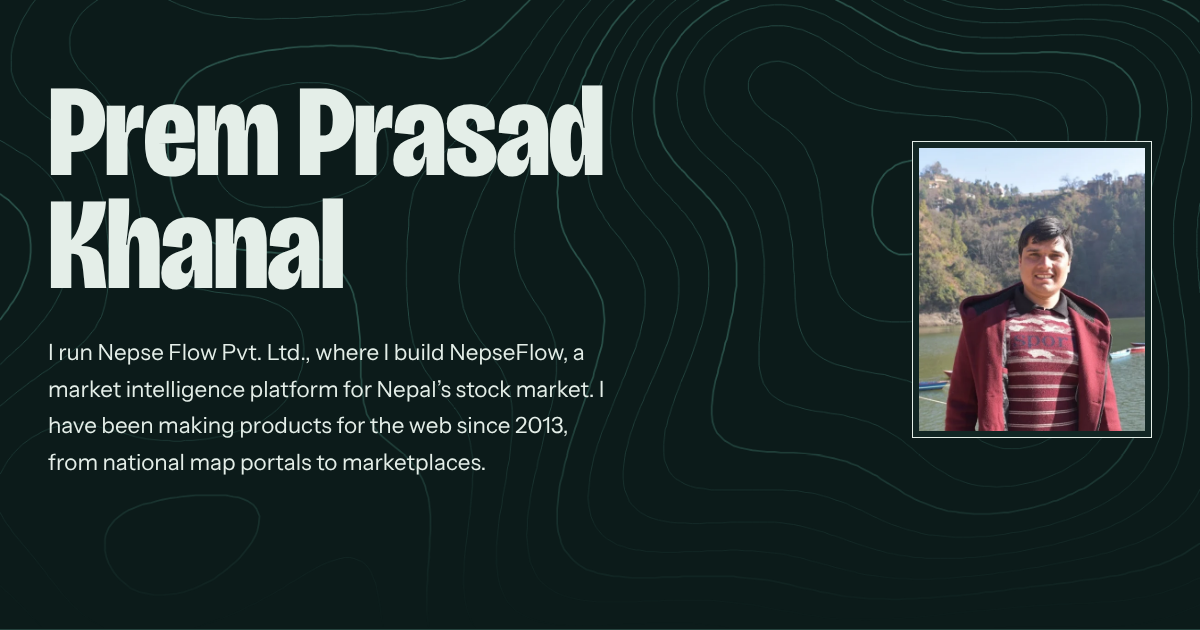 Prem Prasad
Khanal
I run Nepse Flow Pvt. Ltd., where I build NepseFlow, a
market intelligence platform for Nepal’s stock market. I
have been making products for the web since 2013,
from national map portals to marketplaces.